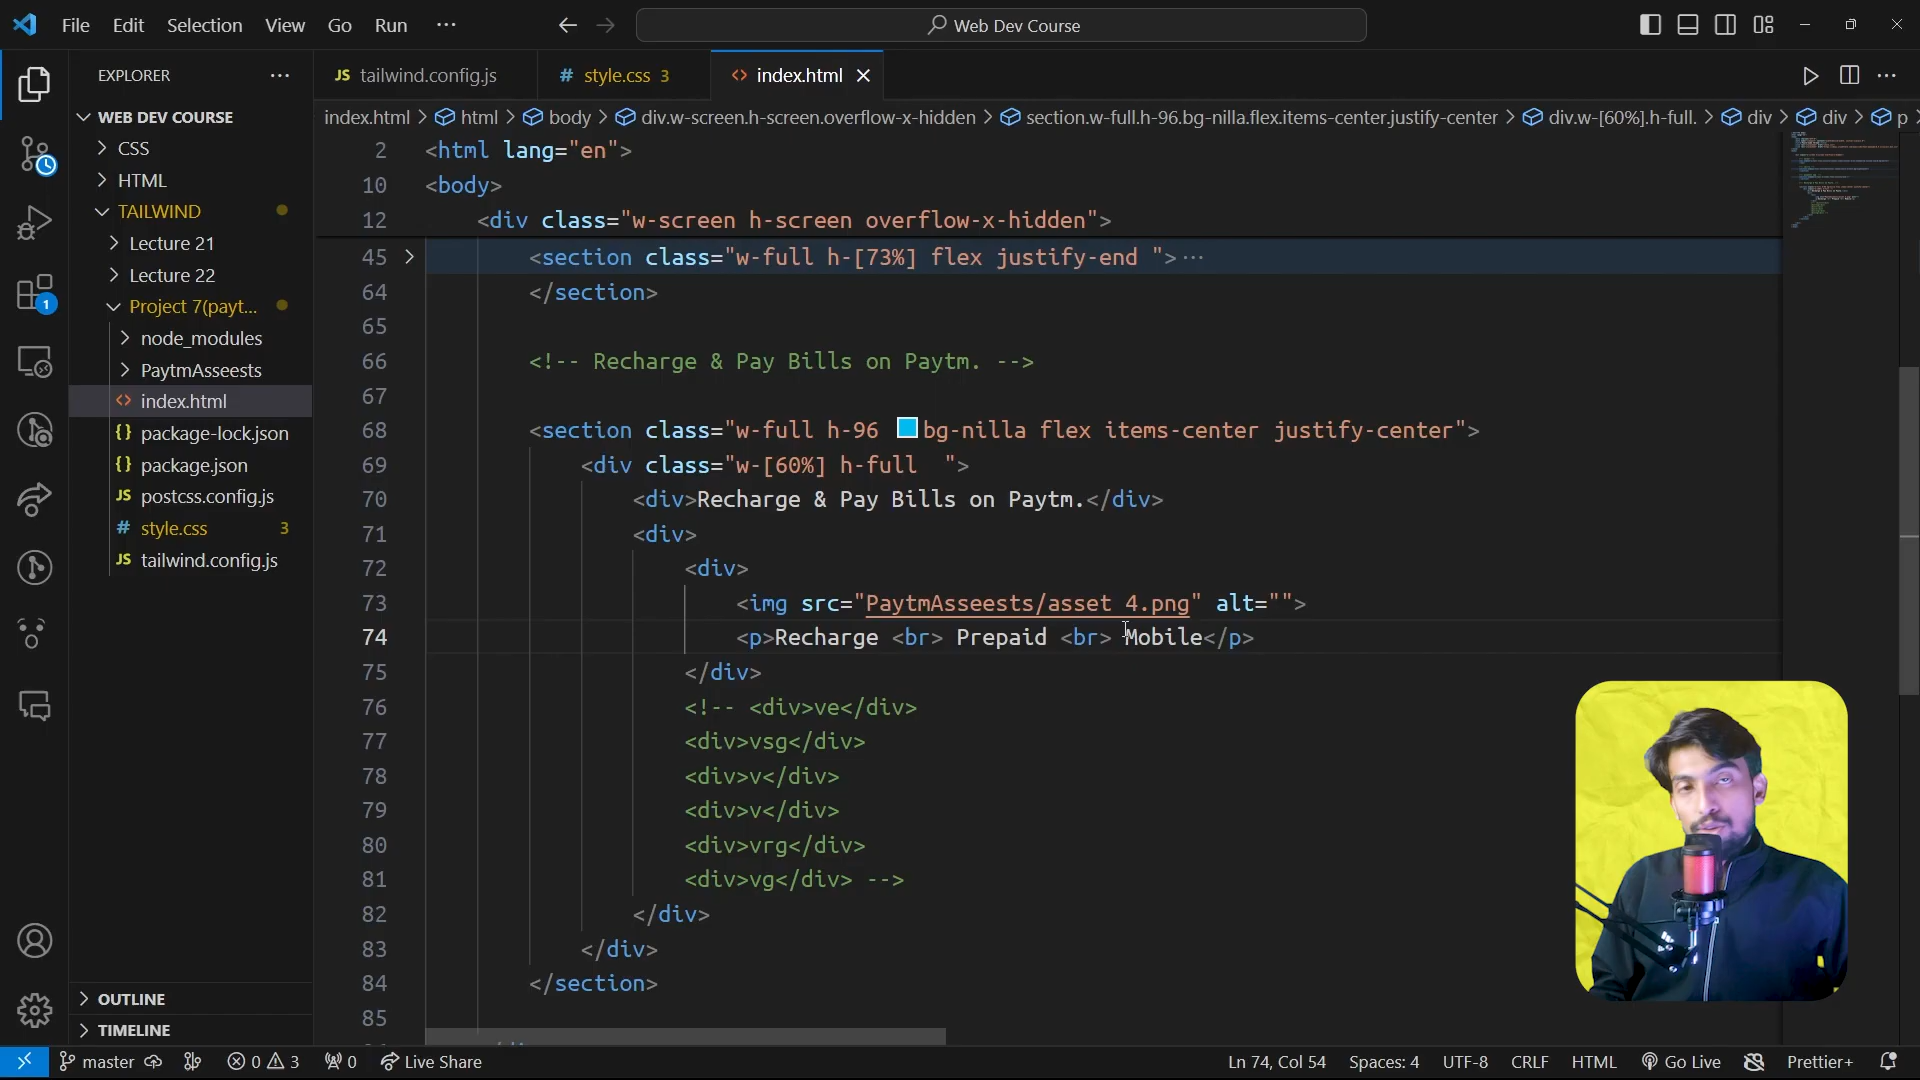 File Edit Selection View Go Run ··· Web Dev Course
EXPLORER ···
WEB DEV COURSE
CSS
HTML
TAILWIND
Lecture 21
Lecture 22
Project 7(payt...
node_modules
PaytmAsseests
<> index.html
{} package-lock.json
{} package.json
JS postcss.config.js
# style.css 3
JS tailwind.config.js
OUTLINE
TIMELINE
1
JS tailwind.config.js # style.css 3 <> index.html
index.html > html > body > div.w-screen.h-screen.overflow-x-hidden > section.w-full.h-96.bg-nilla.flex.items-center.justify-center > div.w-[60%].h-full. > div > div > p >
2 <html lang="en">
10 <body>
12 <div class="w-screen h-screen overflow-x-hidden">
45 <section class="w-full h-[73%] flex justify-end ">···
64 </section>
65
66 <!-- Recharge & Pay Bills on Paytm. -->
67
68 <section class="w-full h-96 bg-nilla flex items-center justify-center">
69 <div class="w-[60%] h-full  ">
70 <div>Recharge & Pay Bills on Paytm.</div>
71 <div>
72 <div>
73 <img src="PaytmAsseests/asset 4.png" alt="">
74 <p>Recharge <br> Prepaid <br> Mobile</p>
75 </div>
76 <!-- <div>ve</div>
77 <div>vsg</div>
78 <div>v</div>
79 <div>v</div>
80 <div>vrg</div>
81 <div>vg</div> -->
82 </div>
83 </div>
84 </section>
85
master 0 3 0 Live Share Ln 74, Col 54 Spaces: 4 UTF-8 CRLF HTML Go Live Prettier+